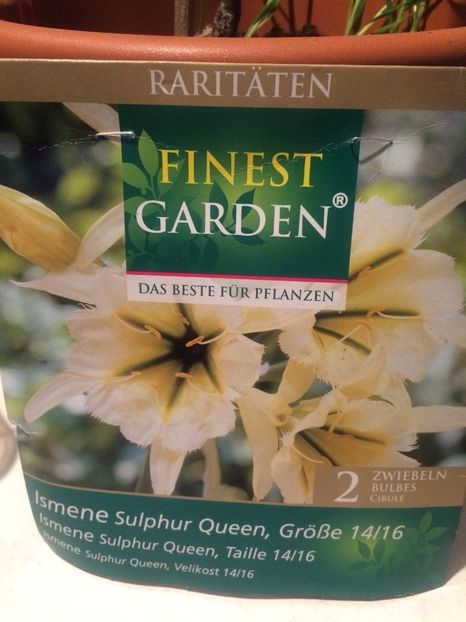 RARITÄTEN
FINEST
GARDEN®
DAS BESTE FÜR PFLANZEN
2 ZWIEBELN
BULBES
CIBULE
Ismene Sulphur Queen, Größe 14/16
Ismene Sulphur Queen, Taille 14/16
Ismene Sulphur Queen, Velikost 14/16